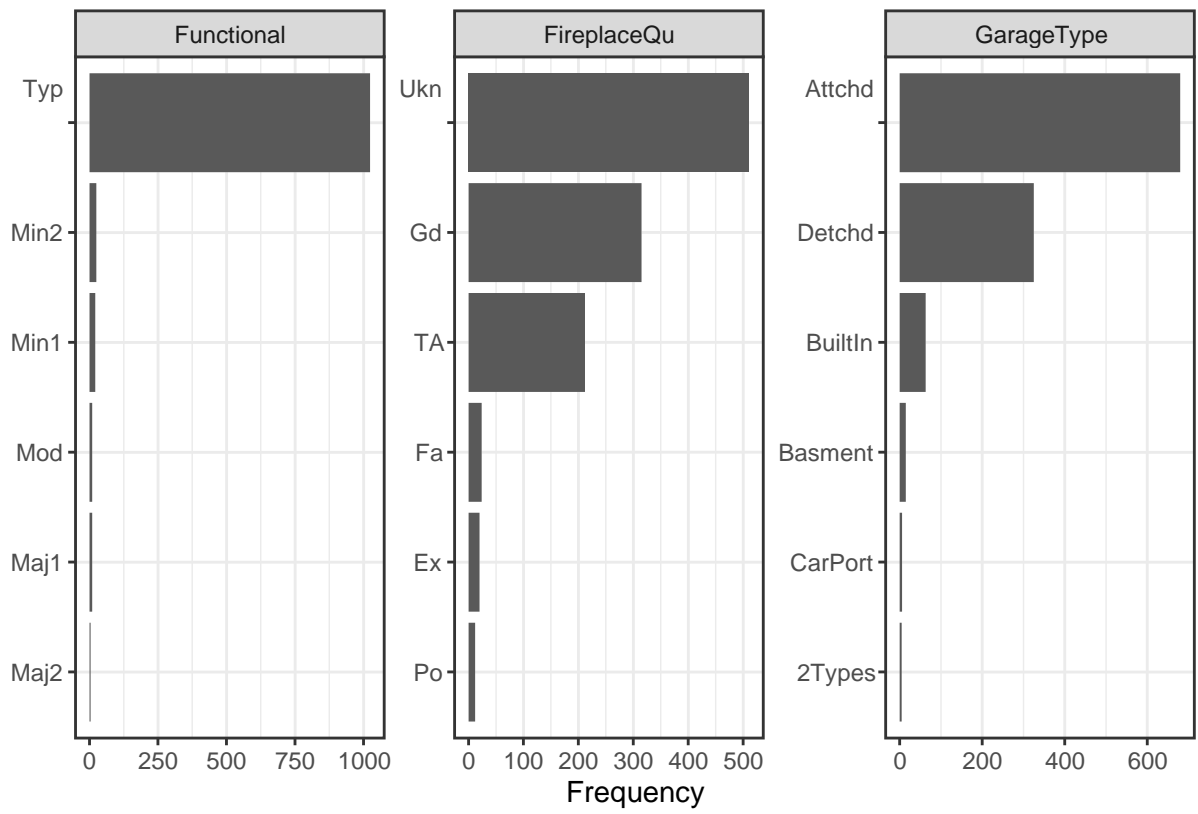 Functional
Typ
Min2
Min1
Mod
Maj1
Maj2
0 250 500 750 1000
FireplaceQu
Ukn
Gd
TA
Fa
Ex
Po
0 100 200 300 400 500
GarageType
Attchd
Detchd
BuiltIn
Basment
CarPort
2Types
0 200 400 600
Frequency